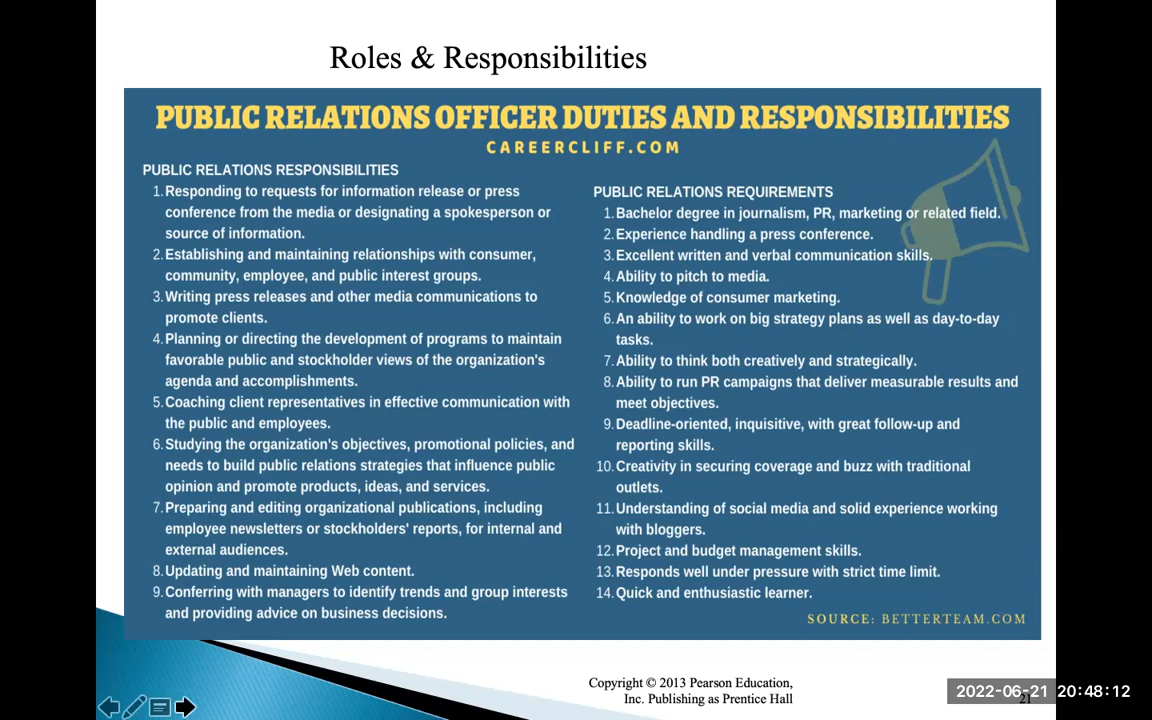 Roles & Responsibilities
PUBLIC RELATIONS OFFICER DUTIES AND RESPONSIBILITIES
CAREERCLIFF.COM
PUBLIC RELATIONS RESPONSIBILITIES
1. Responding to requests for information release or press
conference from the media or designating a spokesperson or
source of information.
2. Establishing and maintaining relationships with consumer,
community, employee, and public interest groups.
3. Writing press releases and other media communications to
promote clients.
4. Planning or directing the development of programs to maintain
favorable public and stockholder views of the organization's
agenda and accomplishments.
5. Coaching client representatives in effective communication with
the public and employees.
6. Studying the organization's objectives, promotional policies, and
needs to build public relations strategies that influence public
opinion and promote products, ideas, and services.
7. Preparing and editing organizational publications, including
employee newsletters or stockholders' reports, for internal and
external audiences.
8. Updating and maintaining Web content.
9. Conferring with managers to identify trends and group interests
and providing advice on business decisions.
PUBLIC RELATIONS REQUIREMENTS
1. Bachelor degree in journalism, PR, marketing or related field.
2. Experience handling a press conference.
3. Excellent written and verbal communication skills.
4. Ability to pitch to media.
5. Knowledge of consumer marketing.
6. An ability to work on big strategy plans as well as day-to-day
tasks.
7. Ability to think both creatively and strategically.
8. Ability to run PR campaigns that deliver measurable results and
meet objectives.
9. Deadline-oriented, inquisitive, with great follow-up and
reporting skills.
10. Creativity in securing coverage and buzz with traditional
outlets.
11. Understanding of social media and solid experience working
with bloggers.
12. Project and budget management skills.
13. Responds well under pressure with strict time limit.
14. Quick and enthusiastic learner.
SOURCE: BETTERTEAM.COM
Copyright © 2013 Pearson Education,
Inc. Publishing as Prentice Hall
2022-06-21 20:48:12
21